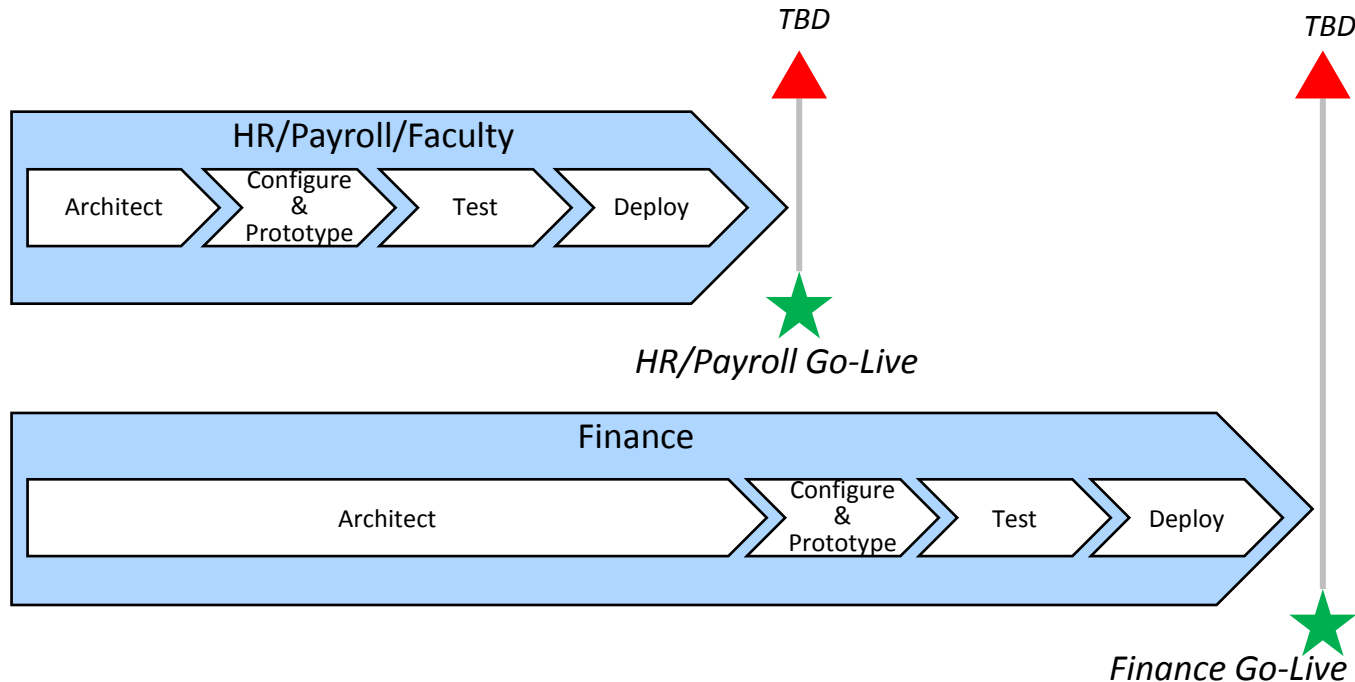 TBD
TBD
HR/Payroll/Faculty
Architect
Configure
&
Prototype
Test
Deploy
HR/Payroll Go-Live
Finance
Architect
Configure
&
Prototype
Test
Deploy
Finance Go-Live